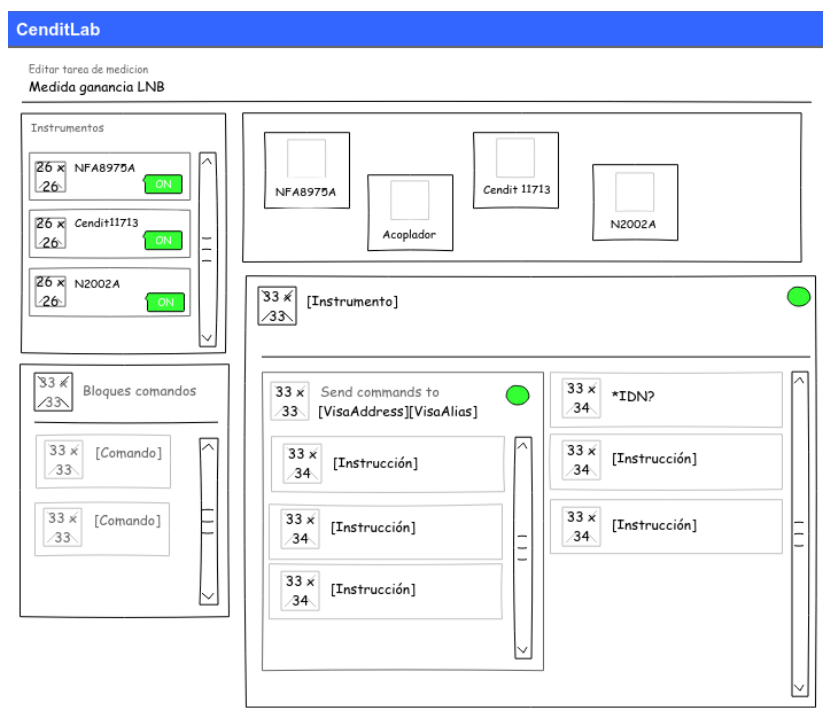 CenditLab
Editar tarea de medicion
Medida ganancia LNB
Instrumentos
26 x
26
NFA8975A
ON
26 x
26
Cendit11713
ON
26 x
26
N2002A
ON
NFA8975A
Acoplador
Cendit 11713
N2002A
33 x
33
Bloques comandos
33 x
33
[Comando]
33 x
33
[Comando]
33 x
33
[Instrumento]
33 x
33
Send commands to
[VisaAddress][VisaAlias]
33 x
34
[Instrucción]
33 x
34
[Instrucción]
33 x
34
[Instrucción]
33 x
34
*IDN?
33 x
34
[Instrucción]
33 x
34
[Instrucción]